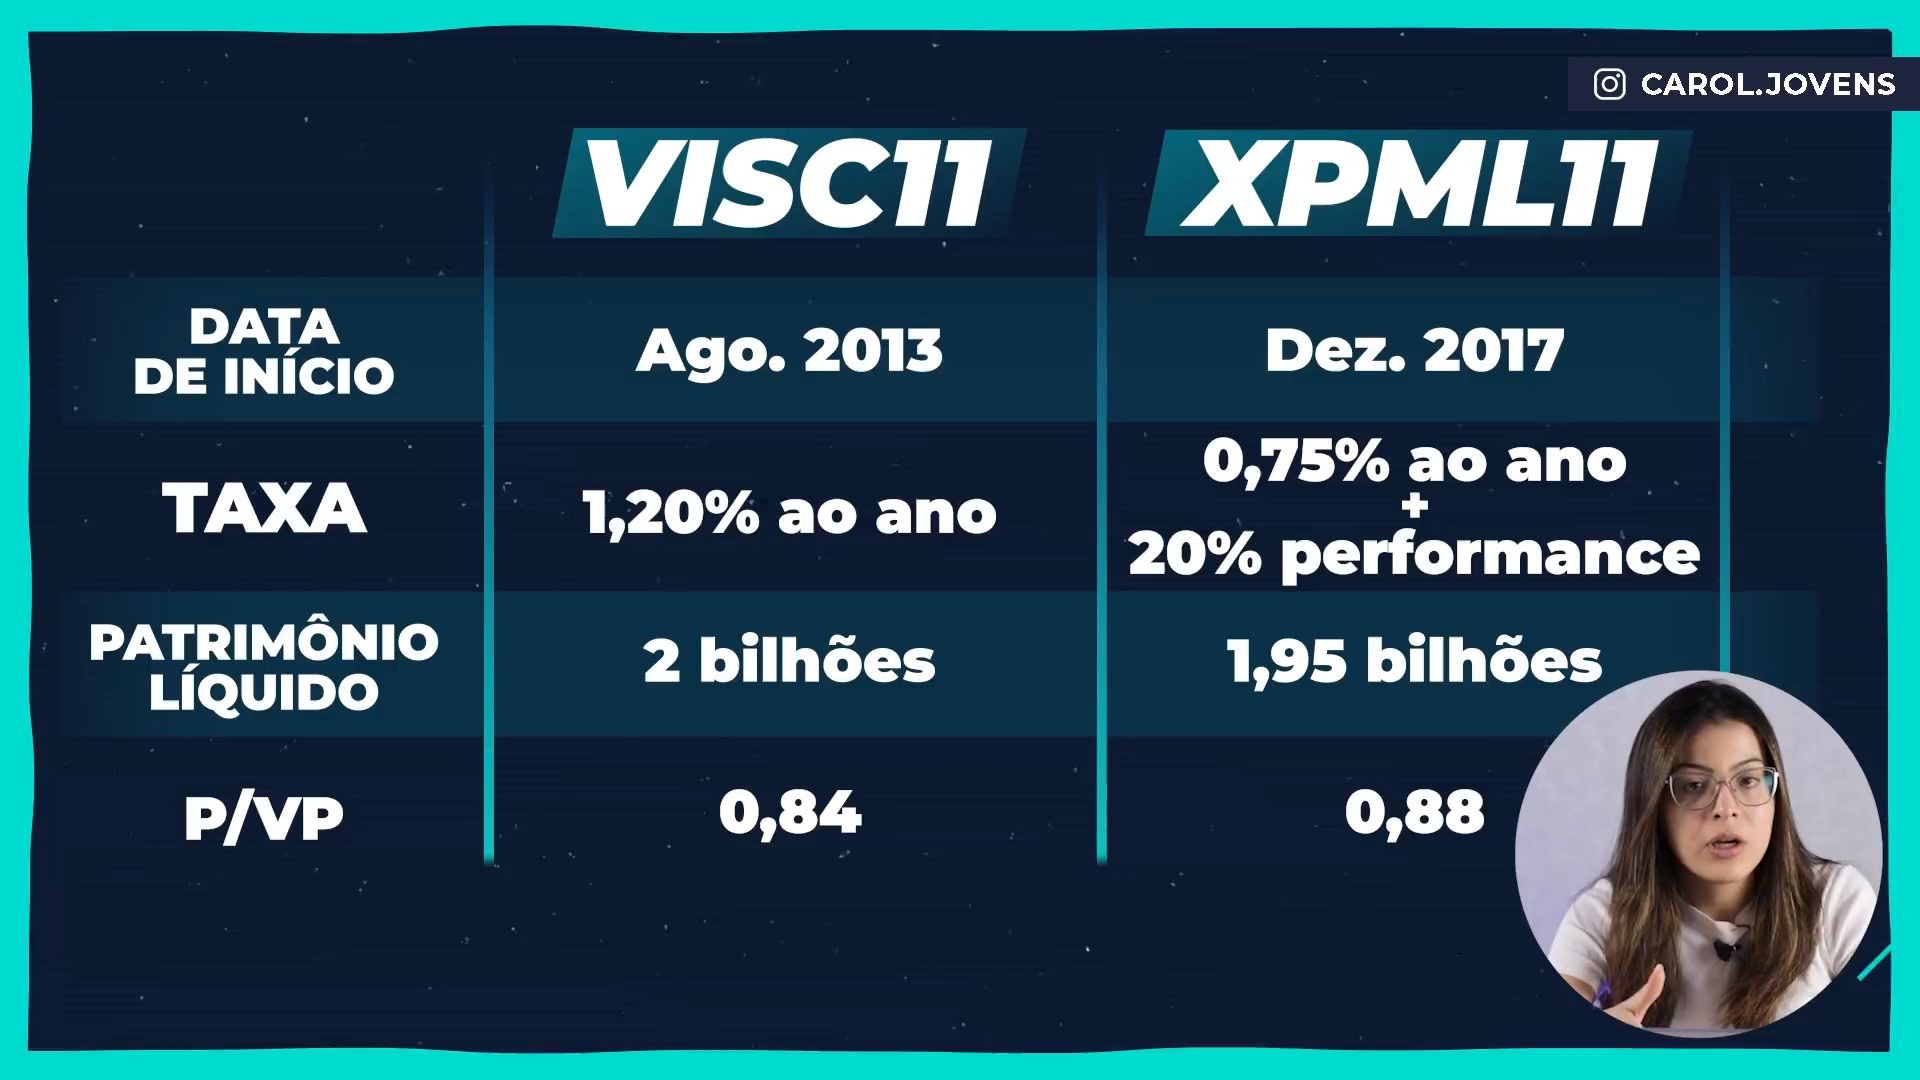 CAROL.JOVENS
VISC11 XPML11
DATA
DE INÍCIO
Ago. 2013
Dez. 2017
TAXA
1,20% ao ano
0,75% ao ano
+
20% performance
PATRIMÔNIO
LÍQUIDO
2 bilhões
1,95 bilhões
P/VP
0,84
0,88